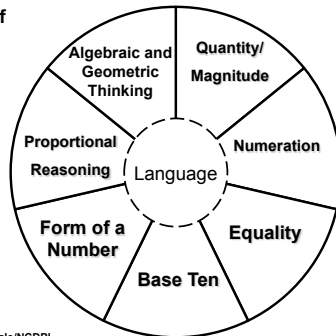 f
Algebraic and
Geometric
Thinking
Quantity/
Magnitude
Proportional
Reasoning
Numeration
Language
Form of a
Number
Equality
Base Ten